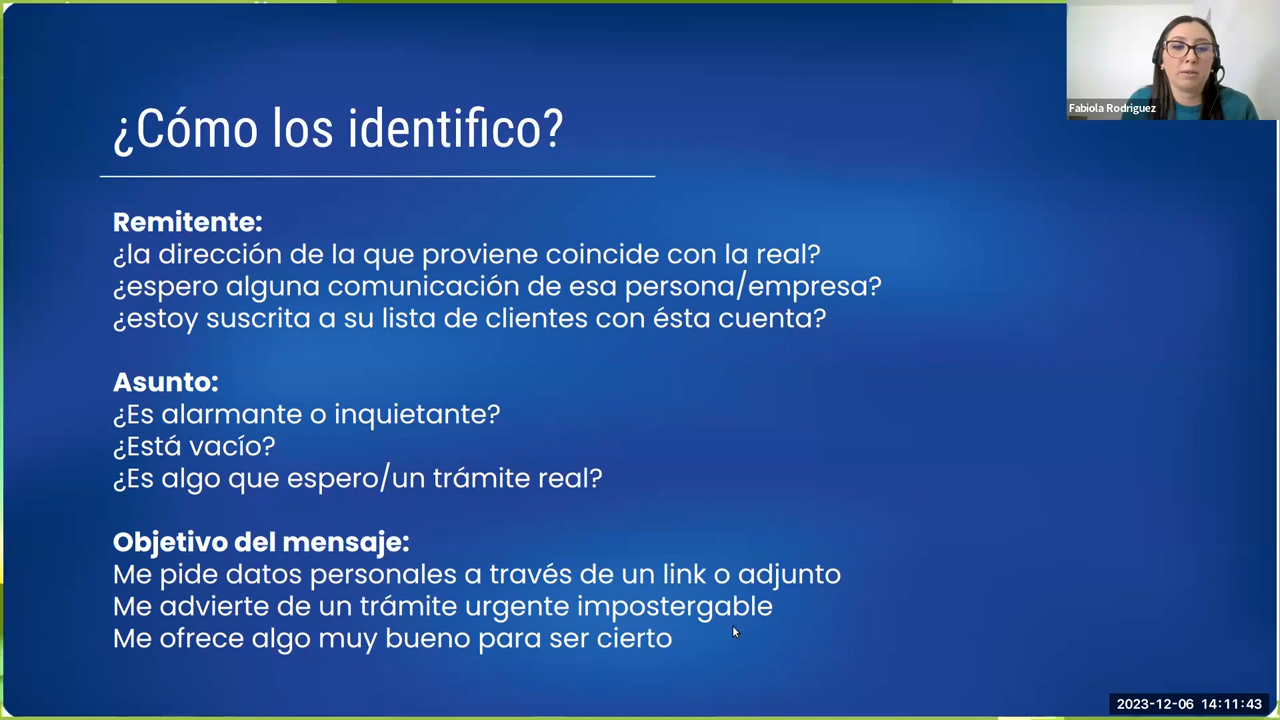 ¿Cómo los identifico?
Fabiola Rodriguez
Remitente:
¿la dirección de la que proviene coincide con la real?
¿espero alguna comunicación de esa persona/empresa?
¿estoy suscrita a su lista de clientes con ésta cuenta?
Asunto:
¿Es alarmante o inquietante?
¿Está vacío?
¿Es algo que espero/un trámite real?
Objetivo del mensaje:
Me pide datos personales a través de un link o adjunto
Me advierte de un trámite urgente impostergable
Me ofrece algo muy bueno para ser cierto
2023-12-06 14:11:43